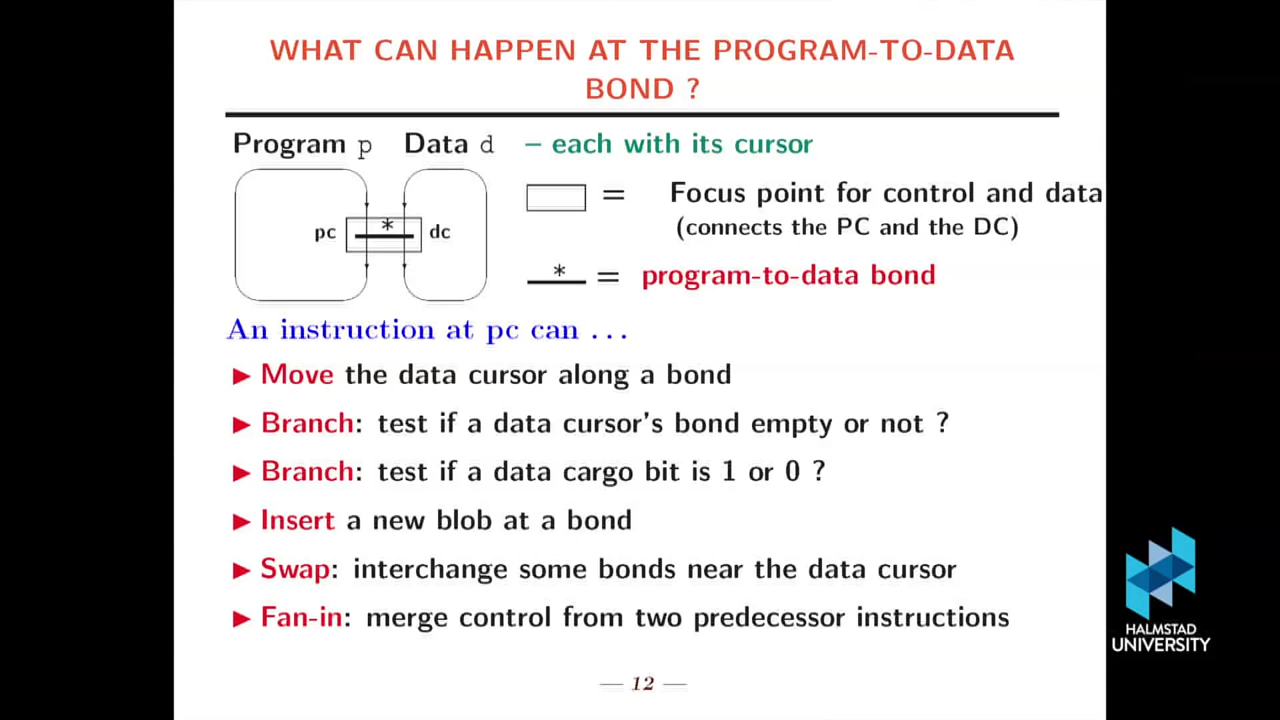 WHAT CAN HAPPEN AT THE PROGRAM-TO-DATA
BOND ?
Program p Data d – each with its cursor
pc * dc
= Focus point for control and data
(connects the PC and the DC)
* = program-to-data bond
An instruction at pc can . . .
▶ Move the data cursor along a bond
▶ Branch: test if a data cursor's bond empty or not ?
▶ Branch: test if a data cargo bit is 1 or 0 ?
▶ Insert a new blob at a bond
▶ Swap: interchange some bonds near the data cursor
▶ Fan-in: merge control from two predecessor instructions
— 12 —
HALMSTAD
UNIVERSITY